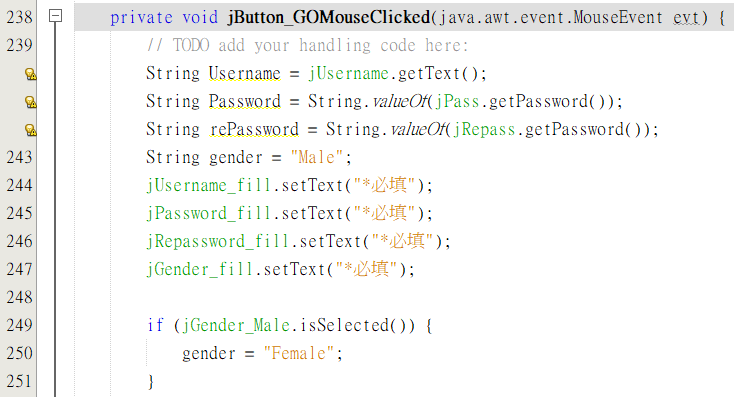 238 private void jButton_GOMouseClicked(java.awt.event.MouseEvent evt) {
239 // TODO add your handling code here:
String Username = jUsername.getText();
String Password = String.valueOf(jPass.getPassword());
String rePassword = String.valueOf(jRepass.getPassword());
243 String gender = "Male";
244 jUsername_fill.setText("*必填");
245 jPassword_fill.setText("*必填");
246 jRepassword_fill.setText("*必填");
247 jGender_fill.setText("*必填");
248
249 if (jGender_Male.isSelected()) {
250 gender = "Female";
251 }